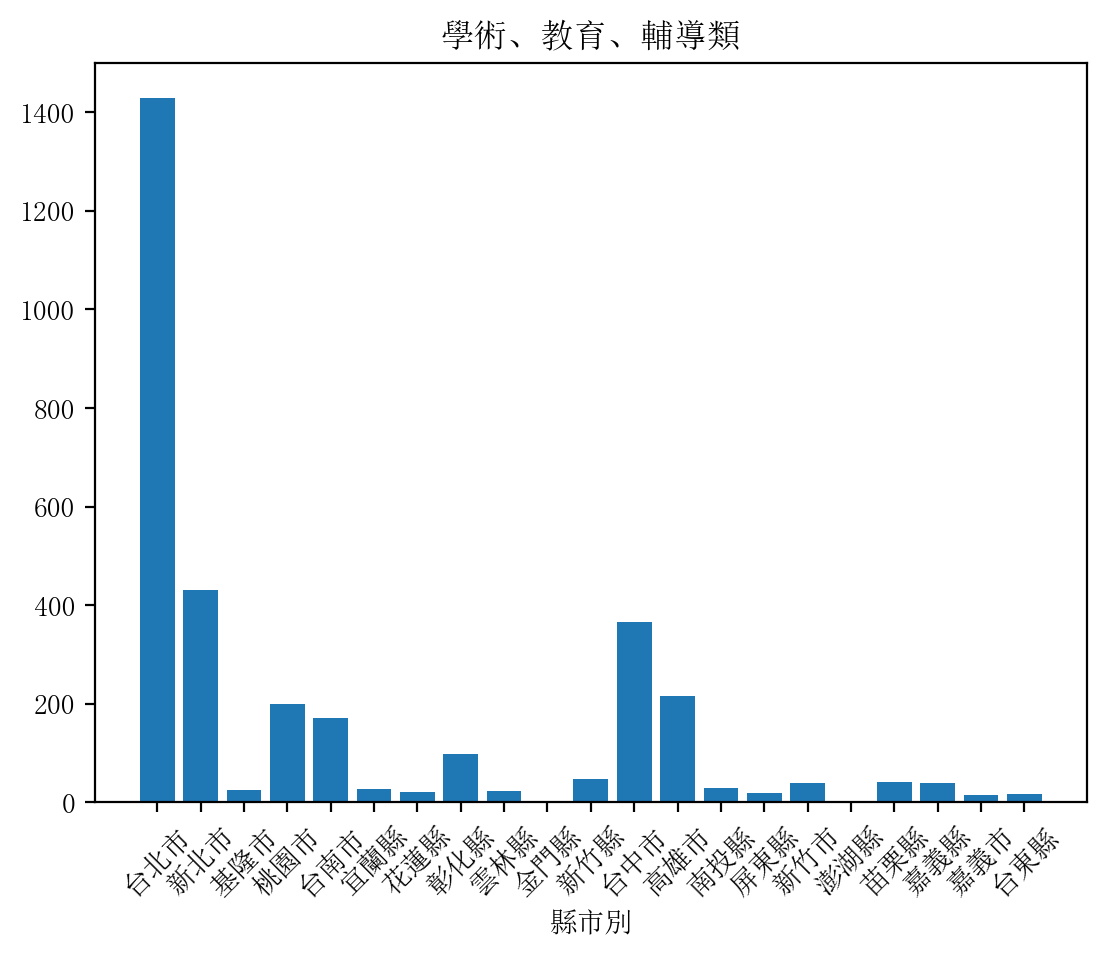 學術、教育、輔導類
1400
1200
1000
800
600
400
200
0
台北市
新北市
基隆市
桃園市
台南市
宜蘭縣
花蓮縣
彰化縣
雲林縣
金門縣
新竹縣
台中市
高雄市
南投縣
屏東縣
新竹市
澎湖縣
苗栗縣
嘉義縣
嘉義市
台東縣
縣市別